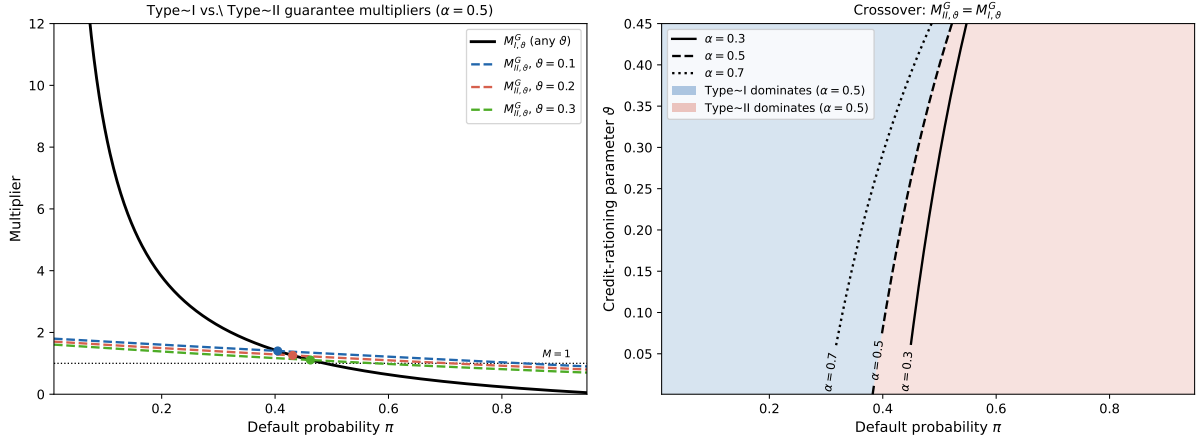 Type~I vs.\ Type~II guarantee multipliers (α = 0.5)
12
10
8
6
4
2
0
Multiplier
M^G_{I,ϑ} (any ϑ)
M^G_{II,ϑ}, ϑ = 0.1
M^G_{II,ϑ}, ϑ = 0.2
M^G_{II,ϑ}, ϑ = 0.3
M = 1
0.2
0.4
0.6
0.8
Default probability π
Crossover: M^G_{II,ϑ} = M^G_{I,ϑ}
0.45
0.40
0.35
0.30
0.25
0.20
0.15
0.10
0.05
Credit-rationing parameter ϑ
α = 0.3
α = 0.5
α = 0.7
Type~I dominates (α = 0.5)
Type~II dominates (α = 0.5)
α = 0.7
α = 0.5
α = 0.3
0.2
0.4
0.6
0.8
Default probability π